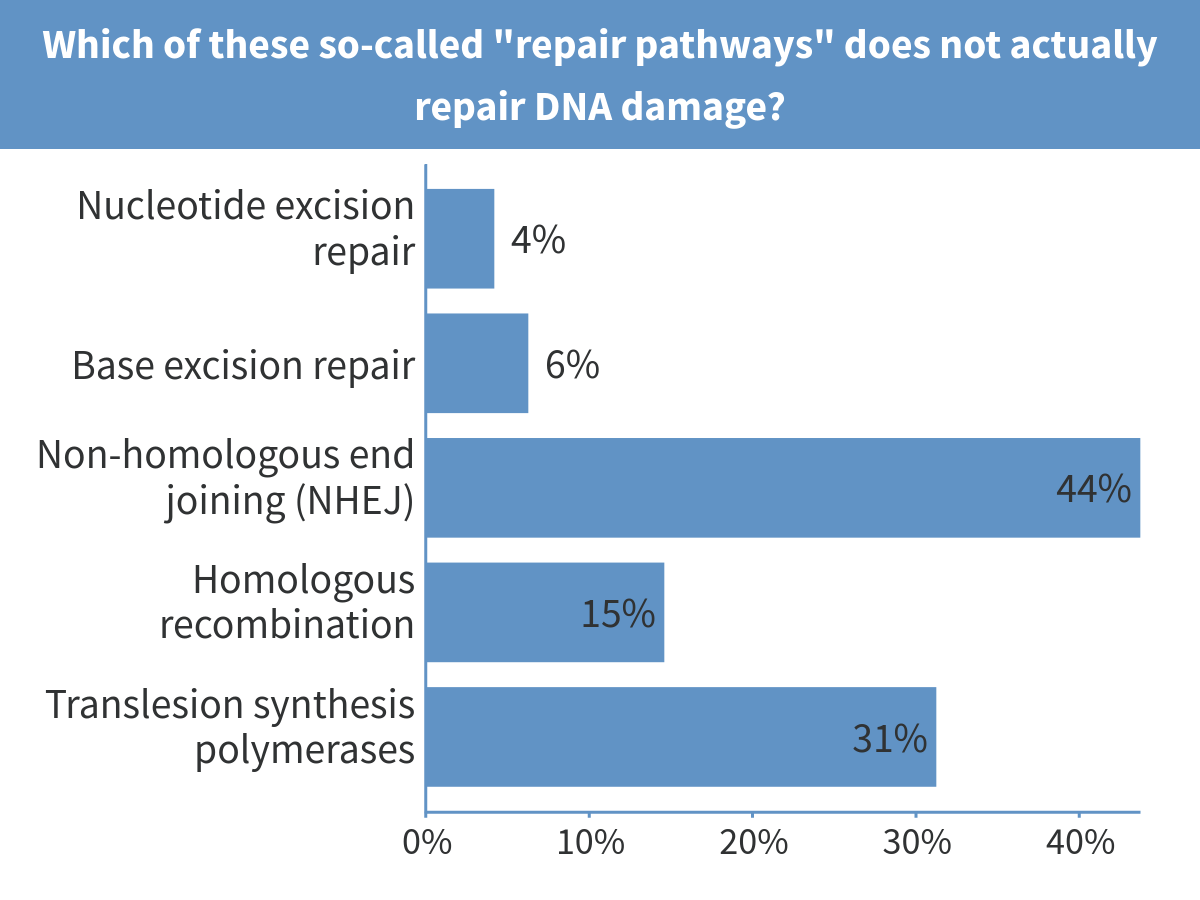 Which of these so-called "repair pathways" does not actually
repair DNA damage?
Nucleotide excision
repair
4%
Base excision repair
6%
Non-homologous end
joining (NHEJ)
44%
Homologous
recombination
15%
Translesion synthesis
polymerases
31%
0% 10% 20% 30% 40%